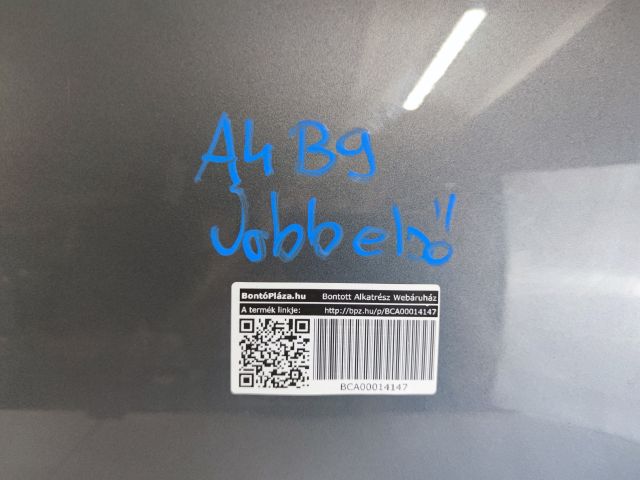 A4 B9
Jobb első
BontóPláza.hu Bontott Alkatrész Webáruház
A termék linkje: http://bpz.hu/p/BCA00014147
BCA00014147